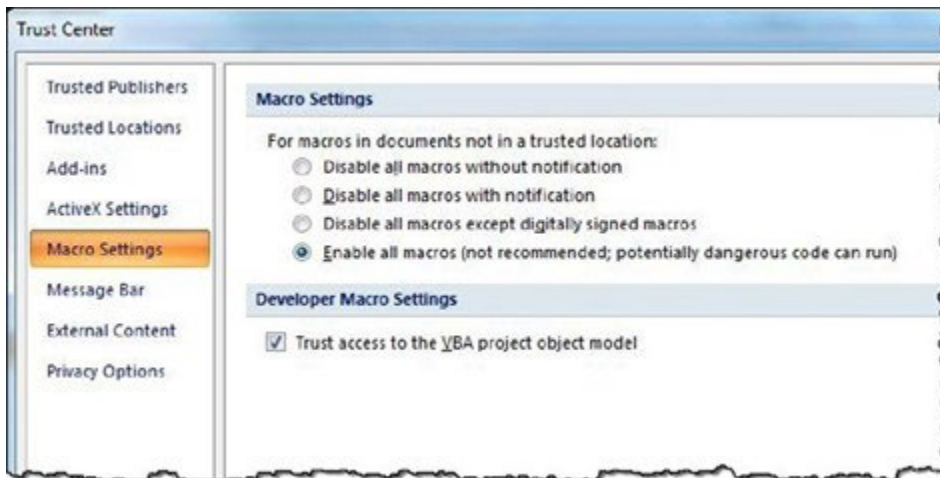 Trust Center
Trusted Publishers
Trusted Locations
Add-ins
ActiveX Settings
Macro Settings
Message Bar
External Content
Privacy Options
Macro Settings
For macros in documents not in a trusted location:
Disable all macros without notification
Disable all macros with notification
Disable all macros except digitally signed macros
Enable all macros (not recommended; potentially dangerous code can run)
Developer Macro Settings
Trust access to the VBA project object model